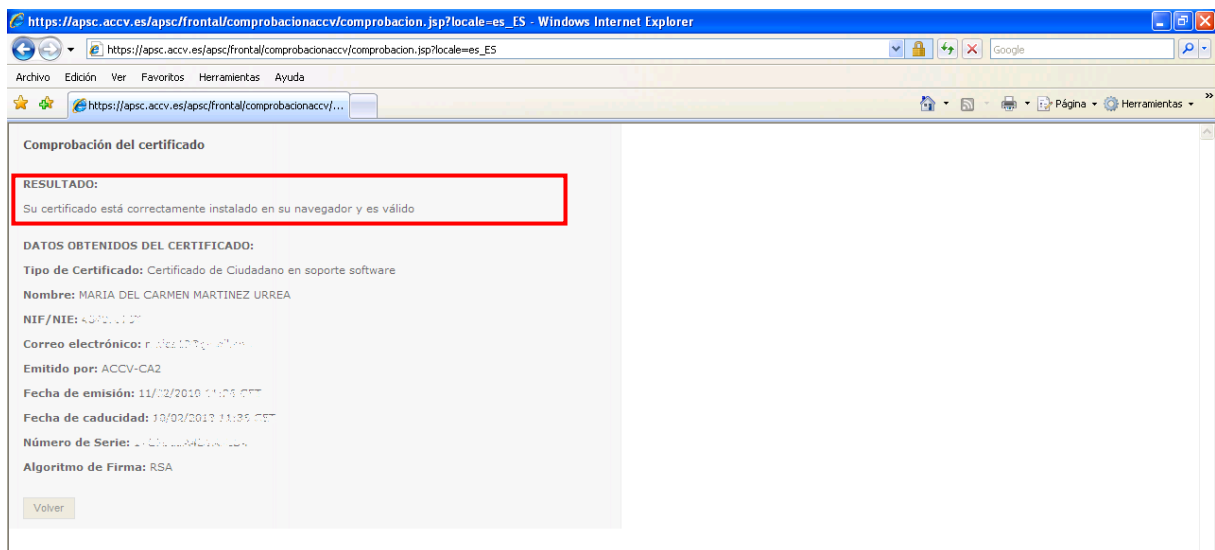 https://apsc.accv.es/apsc/frontal/comprobacionaccv/comprobacion.jsp?locale=es_ES - Windows Internet Explorer
https://apsc.accv.es/apsc/frontal/comprobacionaccv/comprobacion.jsp?locale=es_ES
Google
Archivo Edición Ver Favoritos Herramientas Ayuda
https://apsc.accv.es/apsc/frontal/comprobacionaccv/... Página Herramientas
Comprobación del certificado
RESULTADO:
Su certificado está correctamente instalado en su navegador y es válido
DATOS OBTENIDOS DEL CERTIFICADO:
Tipo de Certificado: Certificado de Ciudadano en soporte software
Nombre: MARIA DEL CARMEN MARTINEZ URREA
NIF/NIE:
Correo electrónico:
Emitido por: ACCV-CA2
Fecha de emisión:
Fecha de caducidad:
Número de Serie:
Algoritmo de Firma: RSA
Volver